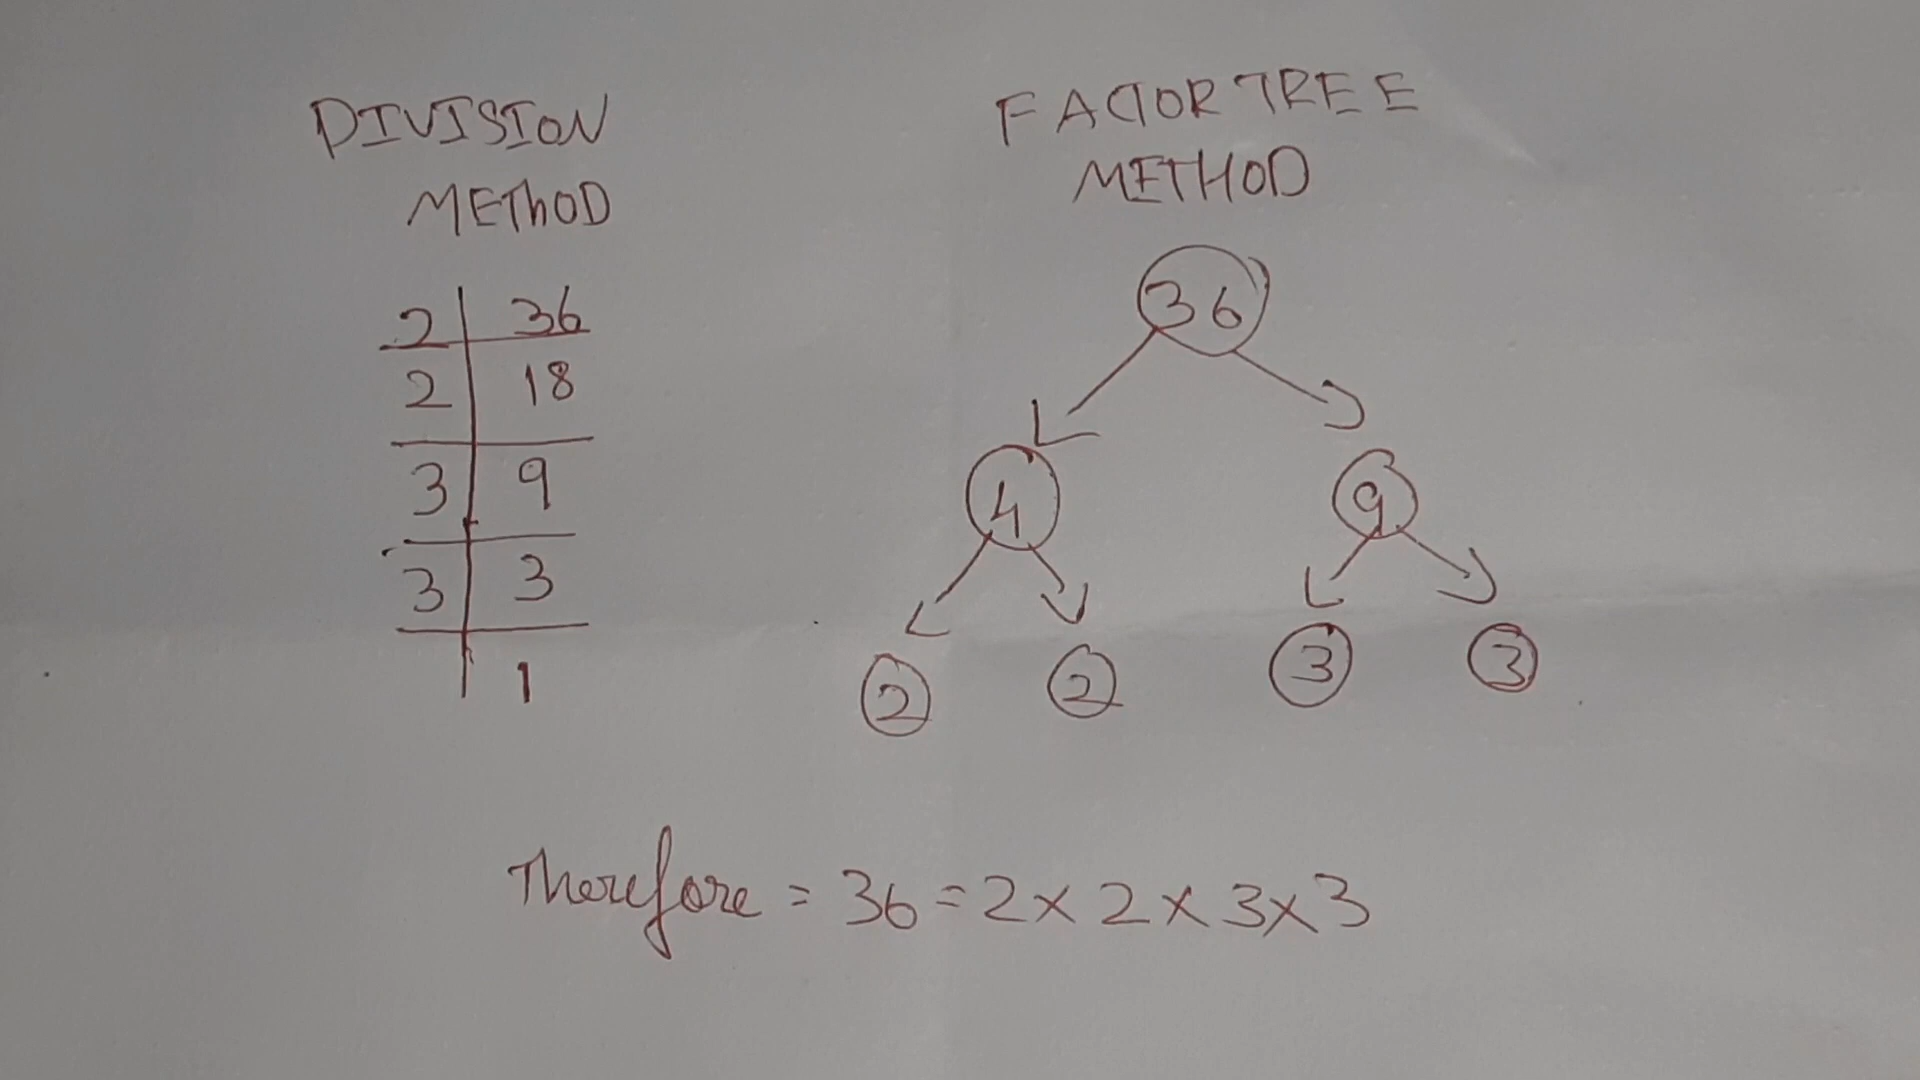 DIVISION
METHOD
2 36
2 18
3 9
3 3
1
FACTOR TREE
METHOD
36
4 9
2 2 3 3
Therefore = 36 = 2 x 2 x 3 x 3